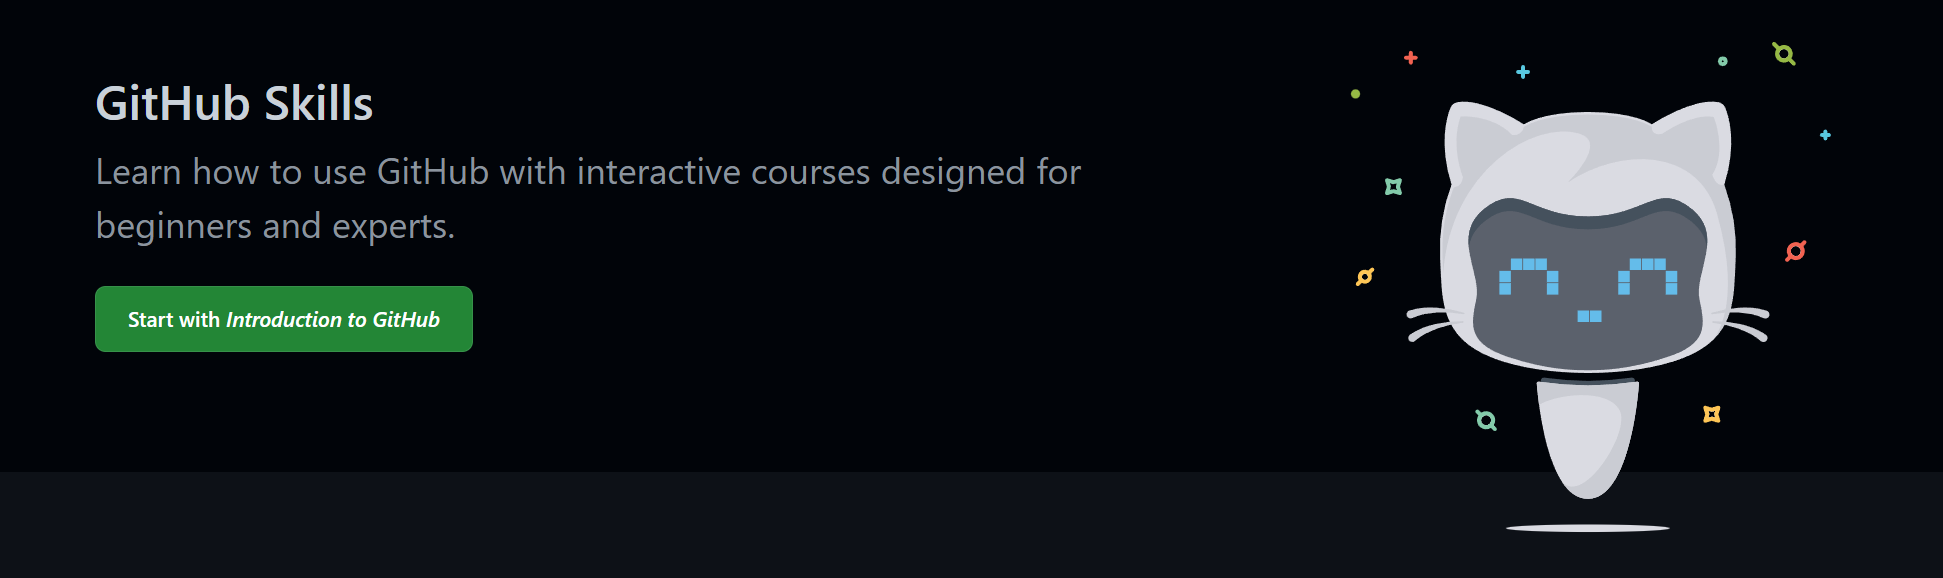 GitHub Skills
Learn how to use GitHub with interactive courses designed for
beginners and experts.
Start with Introduction to GitHub